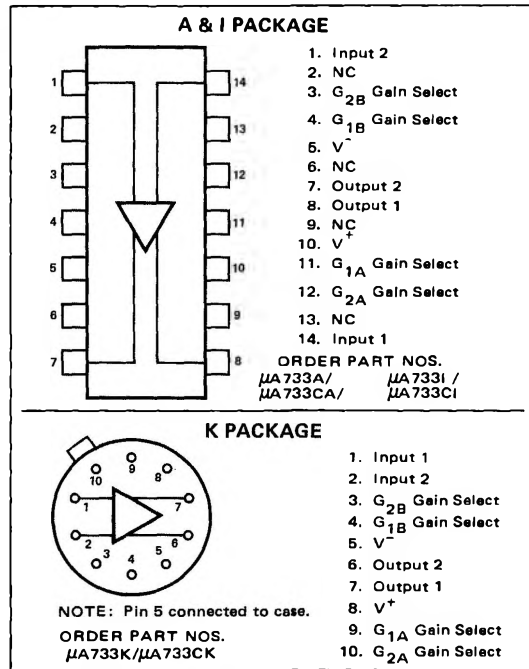 A & I PACKAGE
1
2
3
4
5
6
7
14
13
12
11
10
9
8
1. Input 2
2. NC
3. G2B Gain Select
4. G1B Gain Select
5. V-
6. NC
7. Output 2
8. Output 1
9. NC
10. V+
11. G1A Gain Select
12. G2A Gain Select
13. NC
14. Input 1
ORDER PART NOS.
μA733A/ μA733I /
μA733CA/ μA733CI
K PACKAGE
10
9
8
1
7
2
6
3
4
5
NOTE: Pin 5 connected to case.
ORDER PART NOS.
μA733K/μA733CK
1. Input 1
2. Input 2
3. G2B Gain Select
4. G1B Gain Select
5. V-
6. Output 2
7. Output 1
8. V+
9. G1A Gain Select
10. G2A Gain Select